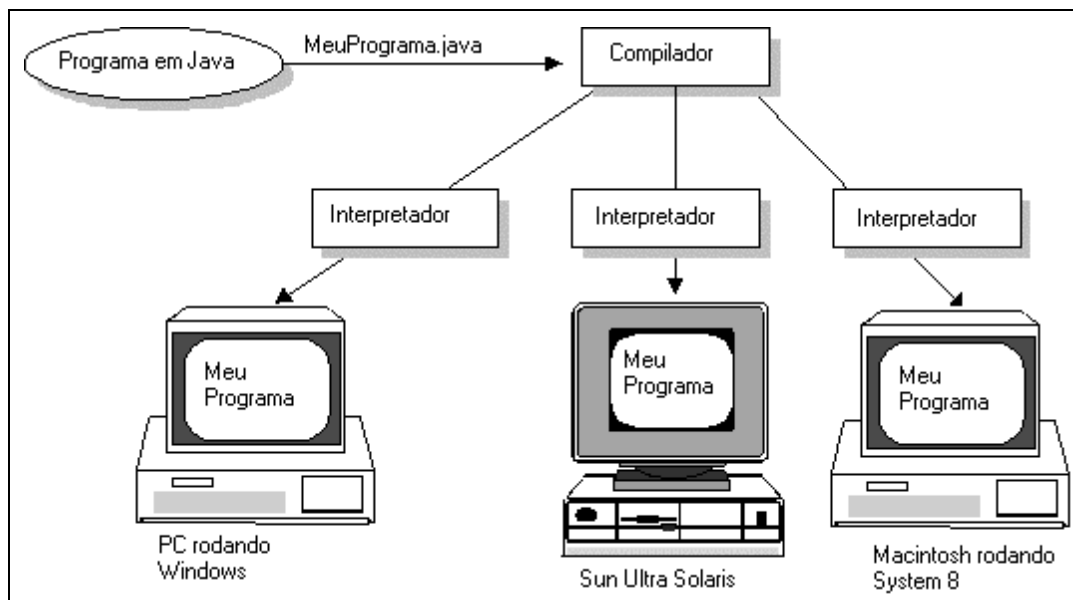 Programa em Java
MeuPrograma.java
Compilador
Interpretador
Interpretador
Interpretador
Meu
Programa
Meu
Programa
Meu
Programa
PC rodando
Windows
Sun Ultra Solaris
Macintosh rodando
System 8